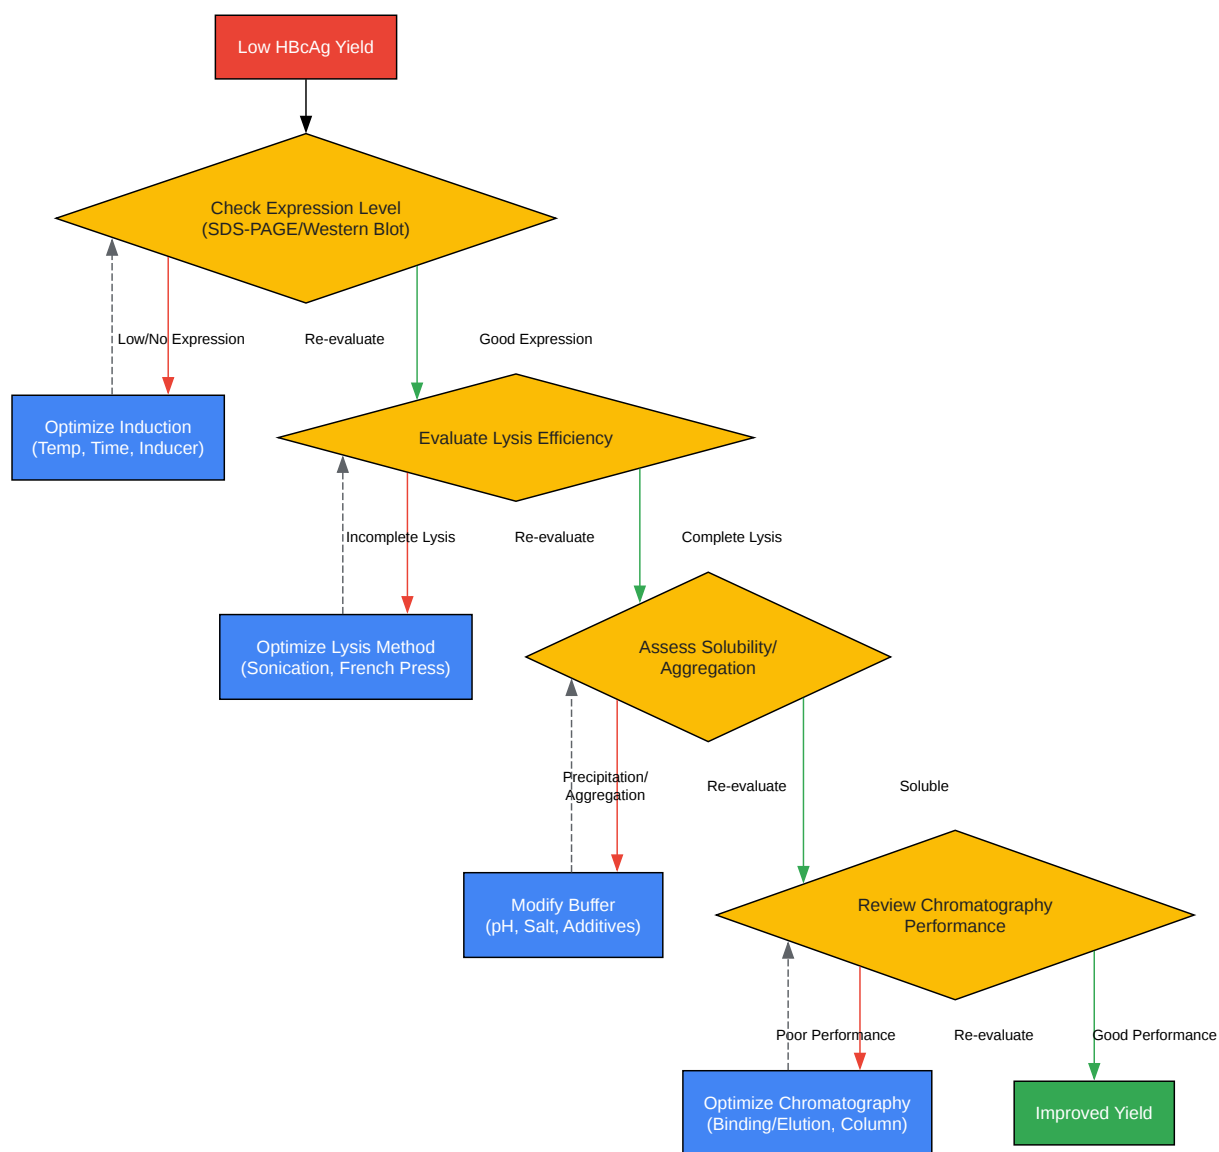 Low HBcAg Yield
Check Expression Level
(SDS-PAGE/Western Blot)
Low/No Expression
Re-evaluate
Good Expression
Optimize Induction
(Temp, Time, Inducer)
Evaluate Lysis Efficiency
Incomplete Lysis
Re-evaluate
Complete Lysis
Optimize Lysis Method
(Sonication, French Press)
Assess Solubility/
Aggregation
Precipitation/
Aggregation
Re-evaluate
Soluble
Modify Buffer
(pH, Salt, Additives)
Review Chromatography
Performance
Poor Performance
Re-evaluate
Good Performance
Optimize Chromatography
(Binding/Elution, Column)
Improved Yield